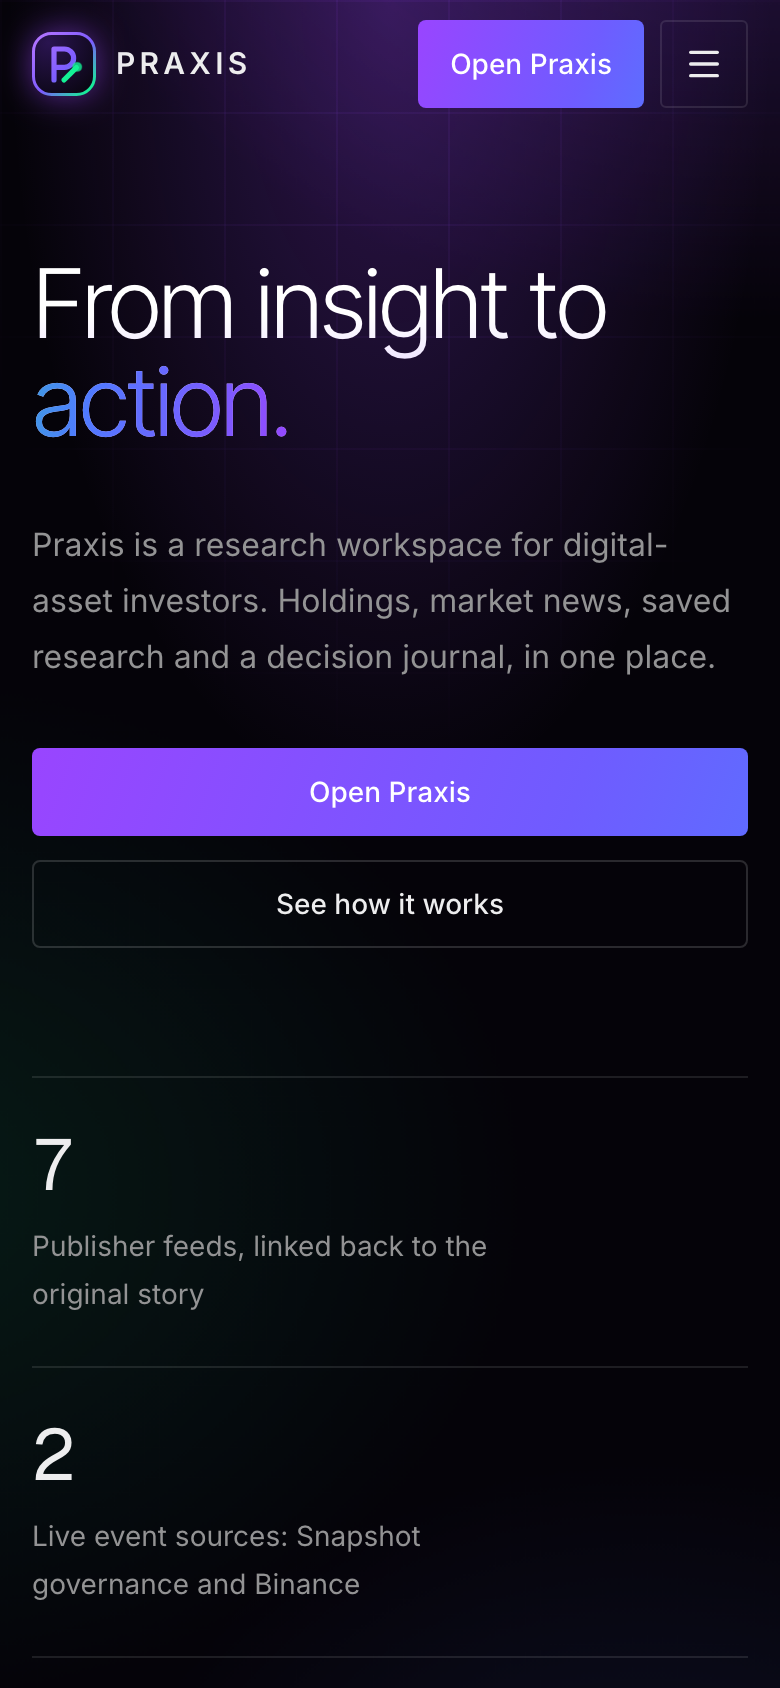 PRAXIS
Open Praxis
From insight to
action.
Praxis is a research workspace for digital-
asset investors. Holdings, market news, saved
research and a decision journal, in one place.
Open Praxis
See how it works
7
Publisher feeds, linked back to the
original story
2
Live event sources: Snapshot
governance and Binance